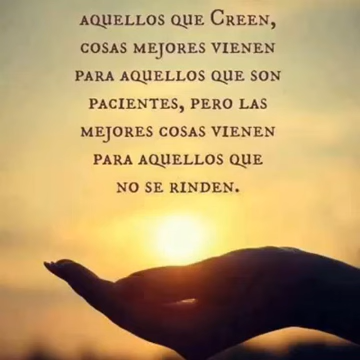 aquellos que Creen,
cosas mejores vienen
para aquellos que son
pacientes, pero las
mejores cosas vienen
para aquellos que
no se rinden.